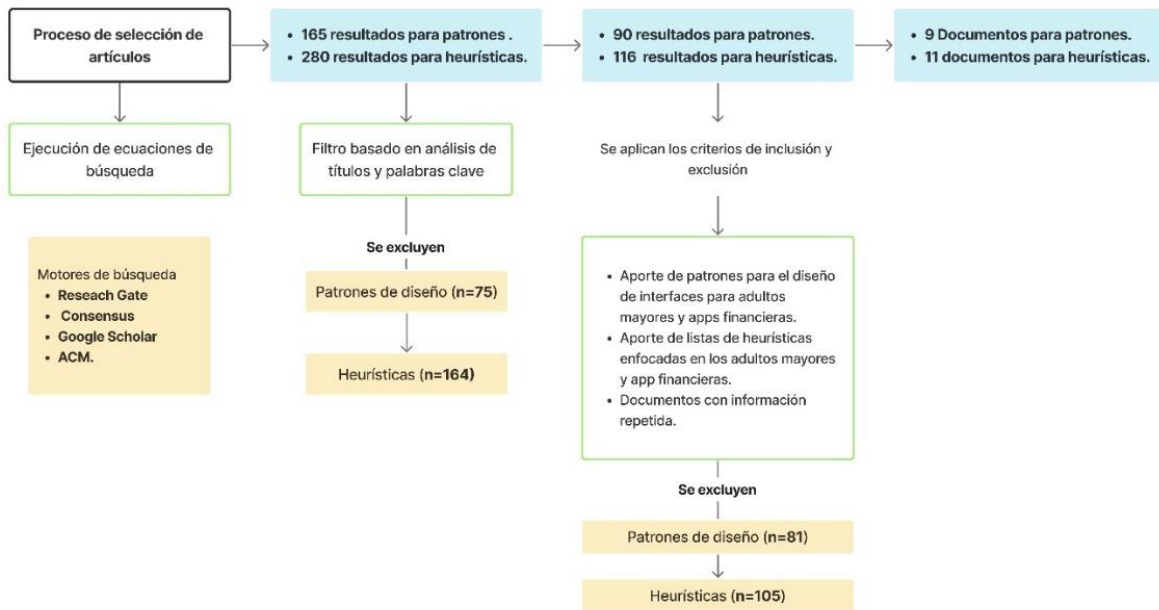 Proceso de selección de
artículos
• 165 resultados para patrones .
• 280 resultados para heurísticas.
• 90 resultados para patrones.
• 116 resultados para heurísticas.
• 9 Documentos para patrones.
• 11 documentos para heurísticas.
Ejecución de ecuaciones de
búsqueda
Filtro basado en análisis de
títulos y palabras clave
Se aplican los criterios de inclusión y
exclusión
Motores de búsqueda
• Reseach Gate
• Consensus
• Google Scholar
• ACM.
Se excluyen
Patrones de diseño (n=75)
Heurísticas (n=164)
• Aporte de patrones para el diseño
de interfaces para adultos
mayores y apps financieras.
• Aporte de listas de heurísticas
enfocadas en los adultos mayores
y app financieras.
• Documentos con información
repetida.
Se excluyen
Patrones de diseño (n=81)
Heurísticas (n=105)